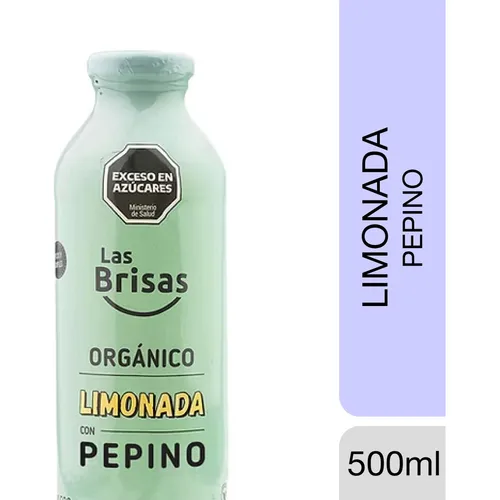 EXCESO EN
AZÚCARES
Ministerio
de Salud
Las
Brisas
ORGÁNICO
LIMONADA
CON
PEPINO
LIMONADA
PEPINO
500ml